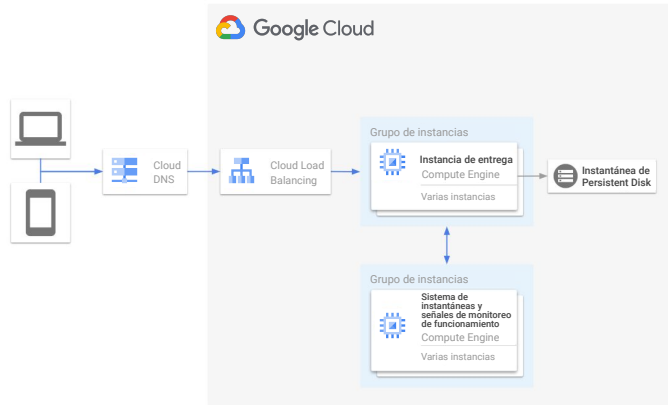 Google Cloud
Grupo de instancias
Instancia de entrega
Compute Engine
Varias instancias
Cloud
DNS
Cloud Load
Balancing
Instantánea de
Persistent Disk
Grupo de instancias
Sistema de
instantáneas y
señales de monitoreo
de funcionamiento
Compute Engine
Varias instancias